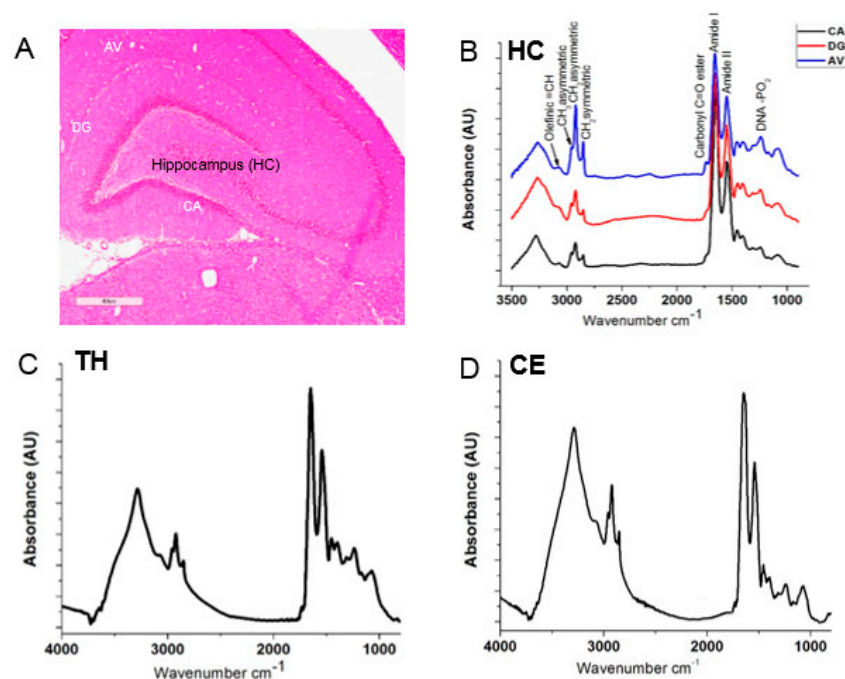 A
AV
DG
Hippocampus (HC)
CA
B
HC
Absorbance (AU)
Olefinic =CH
CH3 asymmetric
CH2 asymmetric
CH2 symmetric
Carbonyl C=O ester
Amide I
Amide II
DNA -PO2
CA
DG
AV
3500 3000 2500 2000 1500 1000
Wavenumber cm-1
C
TH
Absorbance (AU)
4000 3000 2000 1000
Wavenumber cm-1
D
CE
Absorbance (AU)
4000 3000 2000 1000
Wavenumber cm-1